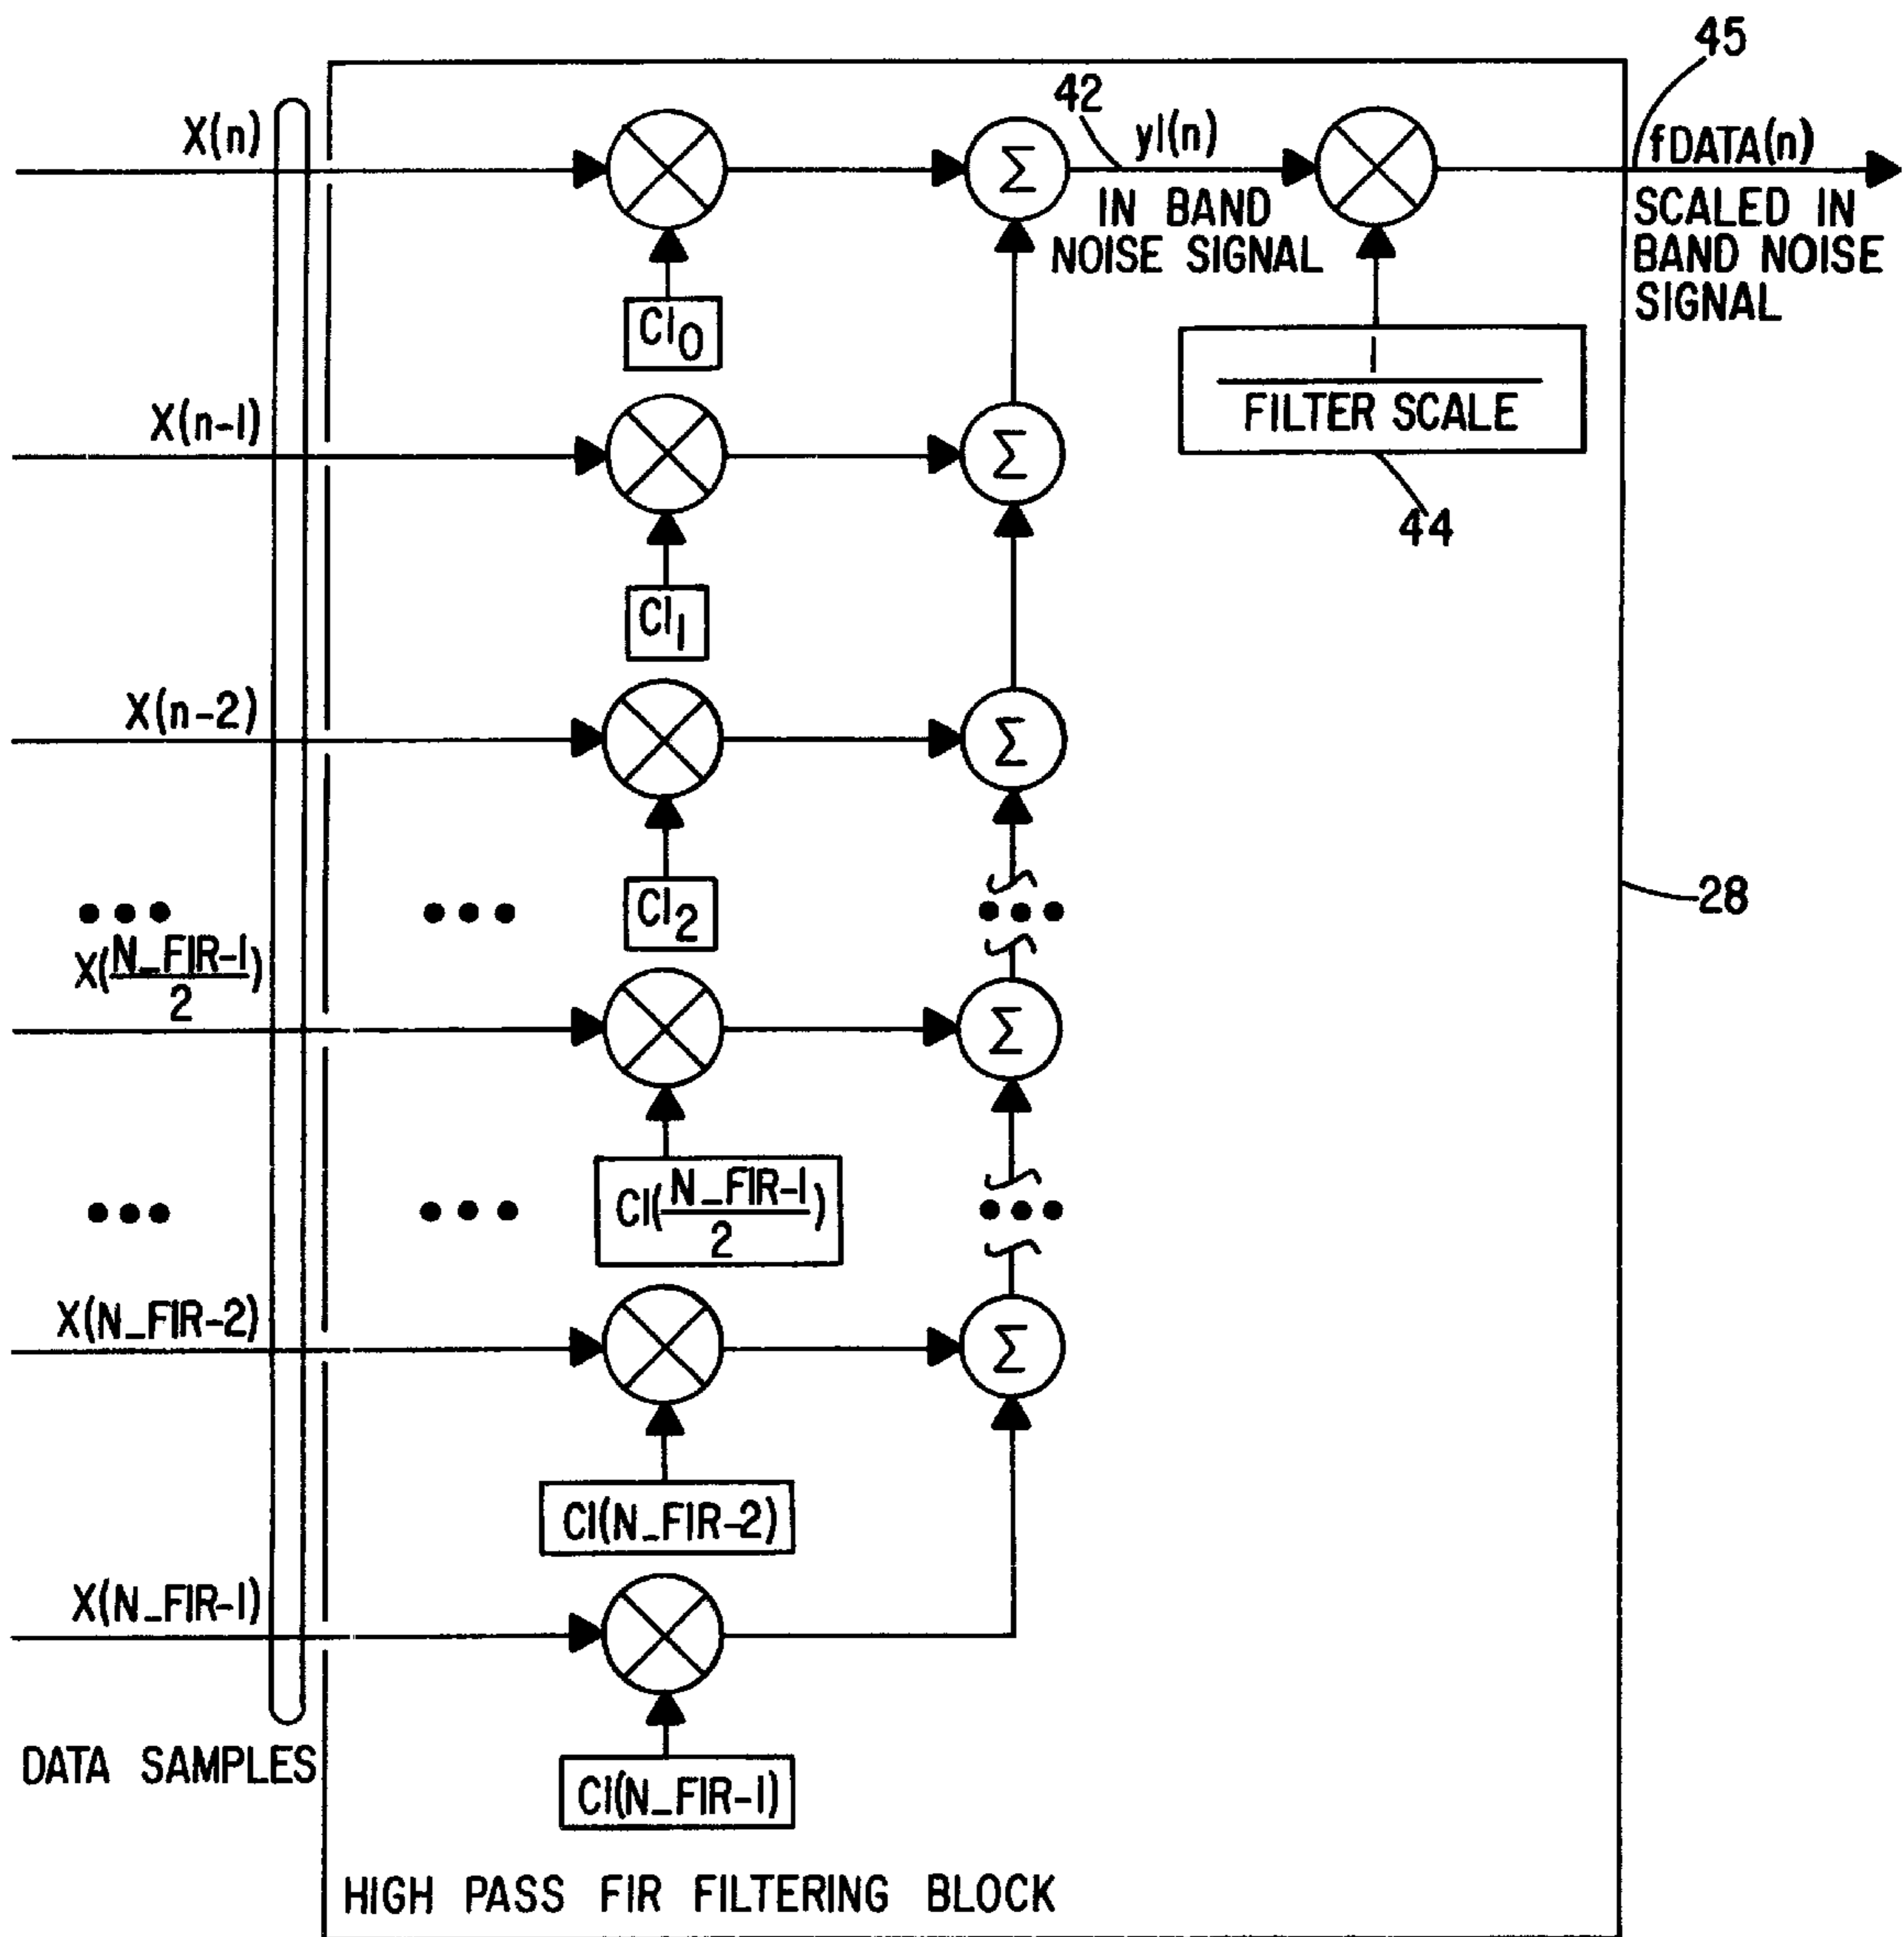 45
42
X(n)
yI(n)
fDATA(n)
Σ
IN BAND
NOISE SIGNAL
SCALED IN
BAND NOISE
SIGNAL
CI0
1
FILTER SCALE
44
X(n-1)
Σ
CI1
X(n-2)
Σ
CI2
28
X(N_FIR-1/2)
Σ
CI(N_FIR-1/2)
X(N_FIR-2)
Σ
CI(N_FIR-2)
X(N_FIR-1)
CI(N_FIR-1)
DATA SAMPLES
HIGH PASS FIR FILTERING BLOCK